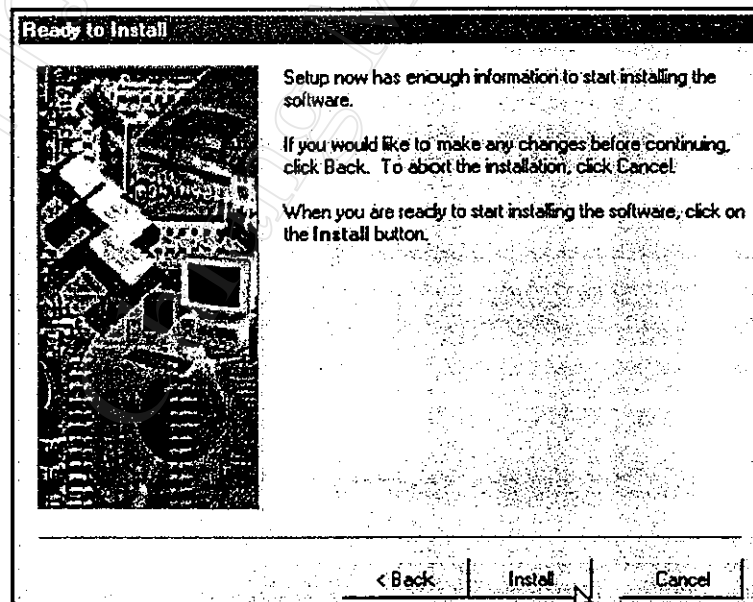 Ready to Install
Setup now has enough information to start installing the
software.
If you would like to make any changes before continuing,
click Back. To abort the installation, click Cancel.
When you are ready to start installing the software, click on
the Install button.
< Back
Install
Cancel